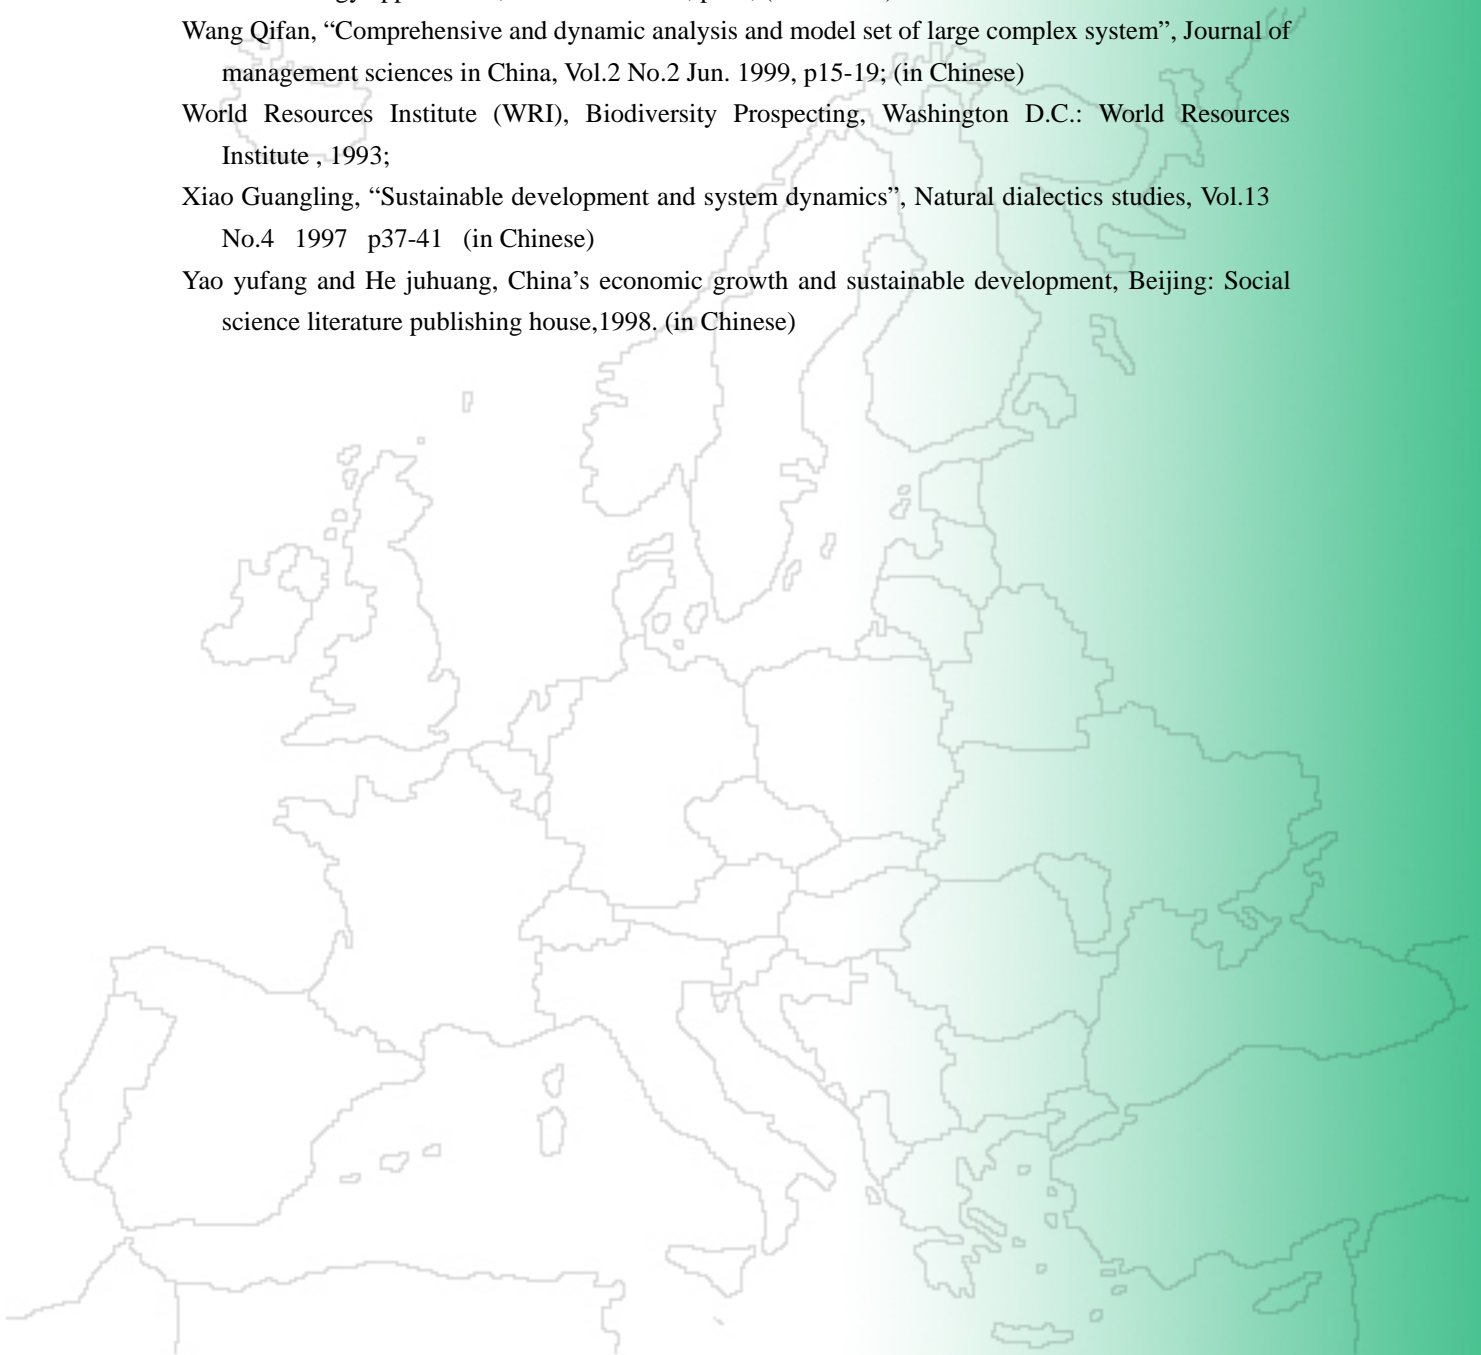 Wang Qifan, “Comprehensive and dynamic analysis and model set of large complex system”, Journal of
management sciences in China, Vol.2 No.2 Jun. 1999, p15-19; (in Chinese)
World Resources Institute (WRI), Biodiversity Prospecting, Washington D.C.: World Resources
Institute , 1993;
Xiao Guangling, “Sustainable development and system dynamics”, Natural dialectics studies, Vol.13
No.4 1997 p37-41 (in Chinese)
Yao yufang and He juhuang, China’s economic growth and sustainable development, Beijing: Social
science literature publishing house,1998. (in Chinese)